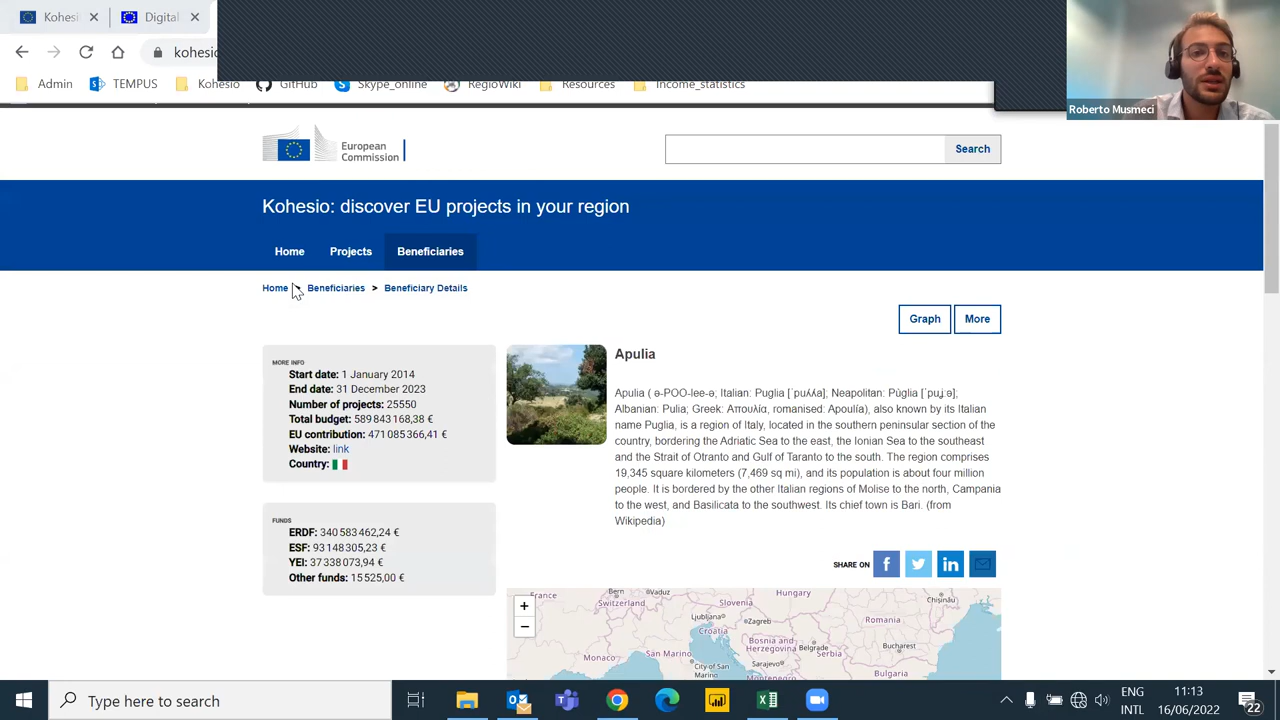 Kohesi
Digital
kohesio
Admin
TEMPUS
Kohesio
GitHub
Skype_online
RegioWiki
Resources
Income_statistics
Roberto Musmeci
European
Commission
Search
Kohesio: discover EU projects in your region
Home
Projects
Beneficiaries
Home > Beneficiaries > Beneficiary Details
Graph
More
MORE INFO
Start date: 1 January 2014
End date: 31 December 2023
Number of projects: 25550
Total budget: 589 843 168,38 €
EU contribution: 471 085 366,41 €
Website: link
Country:
FUNDS
ERDF: 340 583 462,24 €
ESF: 93 148 305,23 €
YEI: 37 338 073,94 €
Other funds: 15 525,00 €
Apulia
Apulia ( ə-POO-lee-ə, Italian: Puglia [ˈpuʎʎa]; Neapolitan: Pùglia [ˈpuʝːə];
Albanian: Pulia; Greek: Απουλία, romanised: Apoulía), also known by its Italian
name Puglia, is a region of Italy, located in the southern peninsular section of the
country, bordering the Adriatic Sea to the east, the Ionian Sea to the southeast
and the Strait of Otranto and Gulf of Taranto to the south. The region comprises
19,345 square kilometers (7,469 sq mi), and its population is about four million
people. It is bordered by the other Italian regions of Molise to the north, Campania
to the west, and Basilicata to the southwest. Its chief town is Bari. (from
Wikipedia)
SHARE ON
+
−
France
Bern
Vaduz
Switzerland
Hungary
Slovenia
Chișinău
Ljubljana
Zagreb
Romania
Croatia
Bosnia and
Herzegovina
Belgrade
Bucharest
Monaco
City of
San Marino
Sarajevo
Serbia
Type here to search
ENG
INTL
11:13
16/06/2022
22